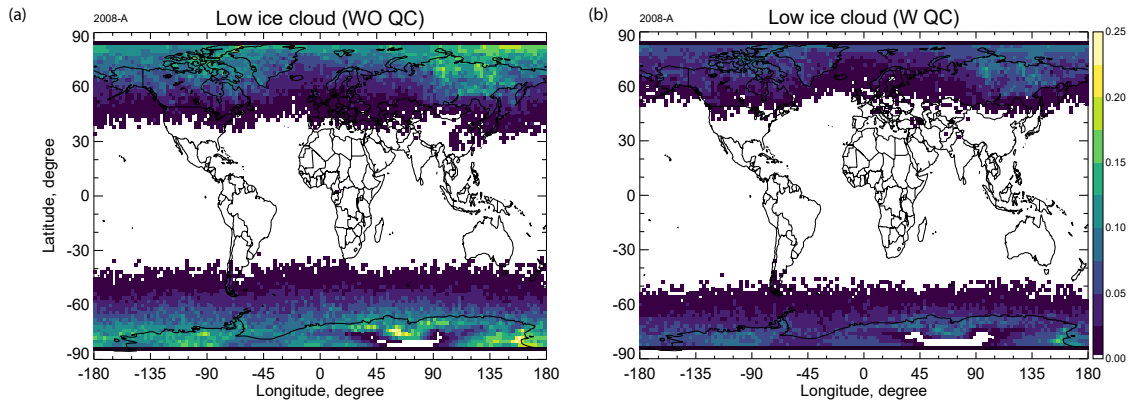 (a)
2008-A
Low ice cloud (WO QC)
90
60
30
0
-30
-60
-90
Latitude, degree
-180 -135 -90 -45 0 45 90 135 180
Longitude, degree
(b)
2008-A
Low ice cloud (W QC)
90
60
30
0
-30
-60
-90
-180 -135 -90 -45 0 45 90 135 180
Longitude, degree
0.25
0.20
0.15
0.10
0.05
0.00